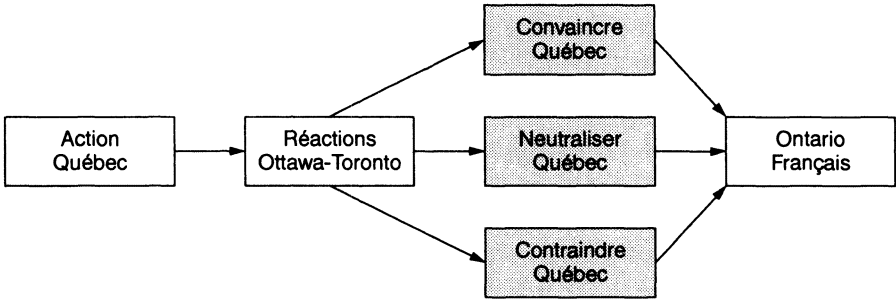 Convaincre
Québec
Action
Québec
Réactions
Ottawa-Toronto
Neutraliser
Québec
Ontario
Français
Contraindre
Québec